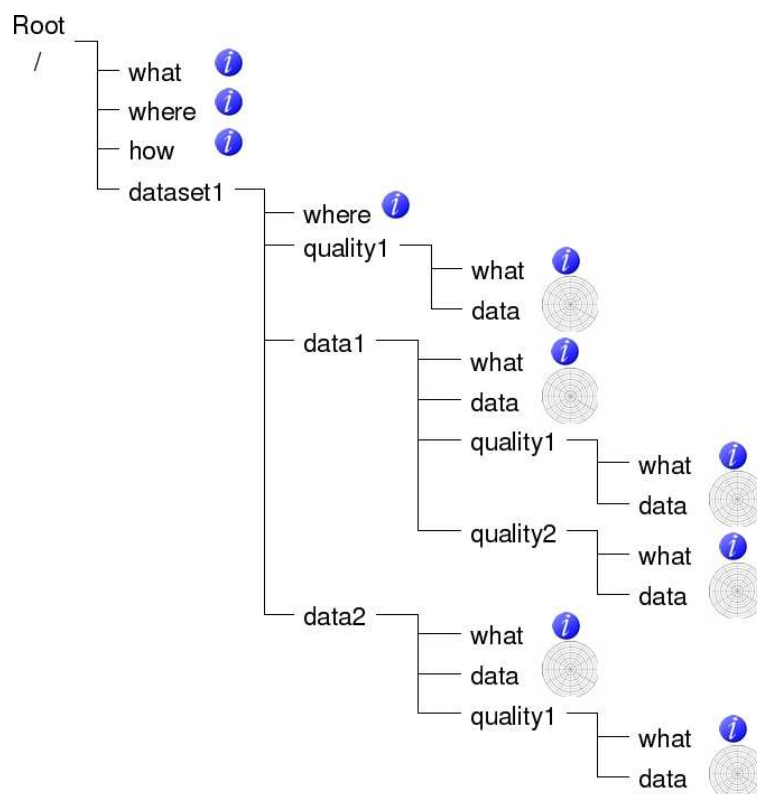 Root
/
what i
where i
how i
dataset1
where i
quality1
what i
data
data1
what i
data
quality1
what i
data
quality2
what i
data
data2
what i
data
quality1
what i
data